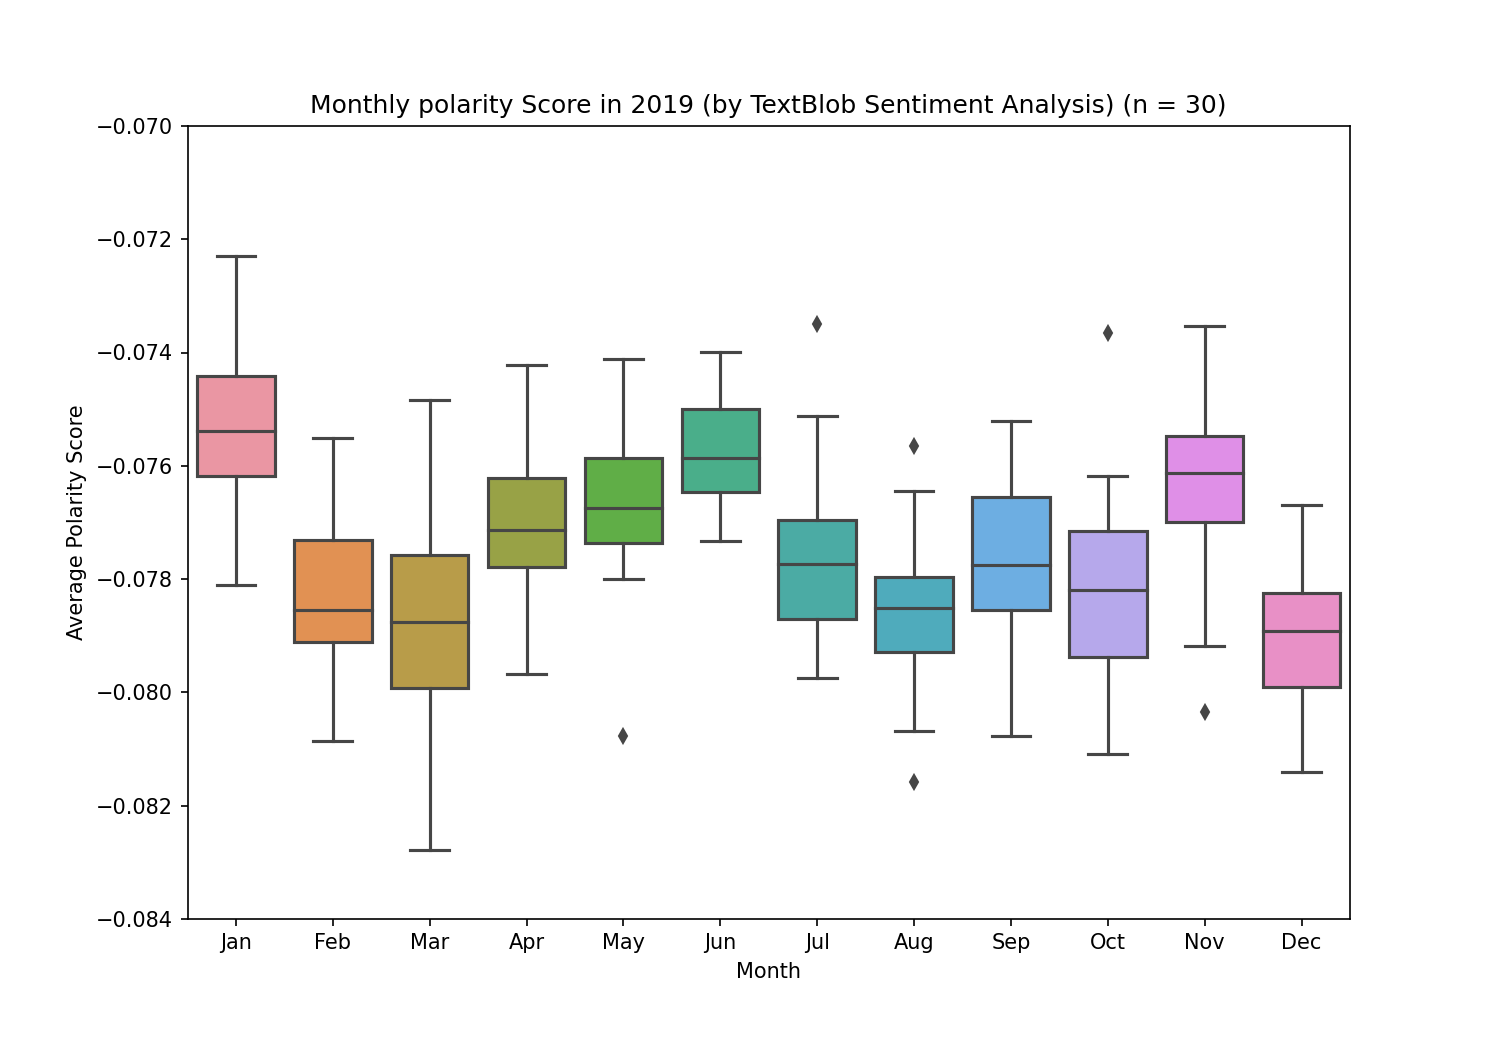 Monthly polarity Score in 2019 (by TextBlob Sentiment Analysis) (n = 30)
−0.070
−0.072
−0.074
−0.076
−0.078
−0.080
−0.082
−0.084
Average Polarity Score
Jan Feb Mar Apr May Jun Jul Aug Sep Oct Nov Dec
Month